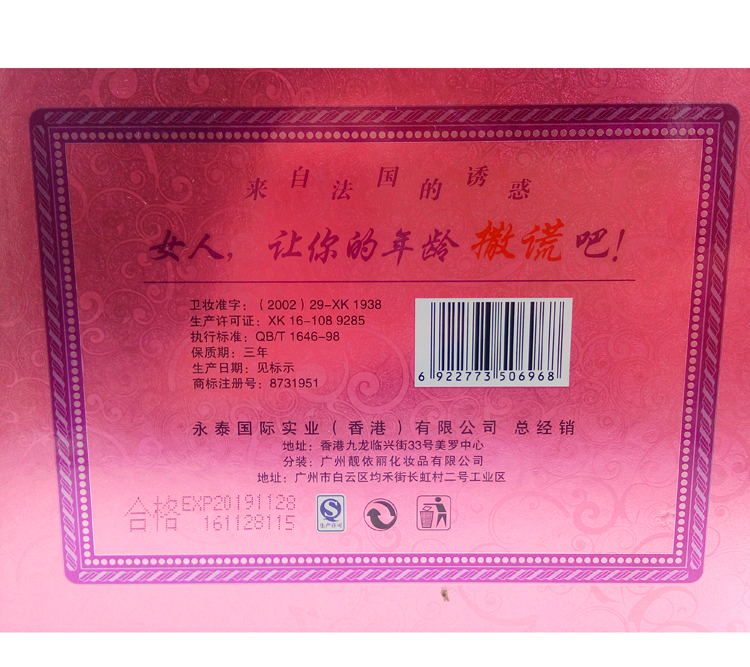 来自法国的诱惑
女人，让你的年龄撒谎吧！
卫妆准字：（2002）29-XK 1938
生产许可证：XK 16-108 9285
执行标准：QB/T 1646-98
保质期：三年
生产日期：见标示
商标注册号：8731951
6 922773 506968
永泰国际实业（香港）有限公司 总经销
地址：香港九龙临兴街33号美罗中心
分装：广州靓依丽化妆品有限公司
地址：广州市白云区均禾街长虹村二号工业区
合格 EXP20191128
161128115
生产许可